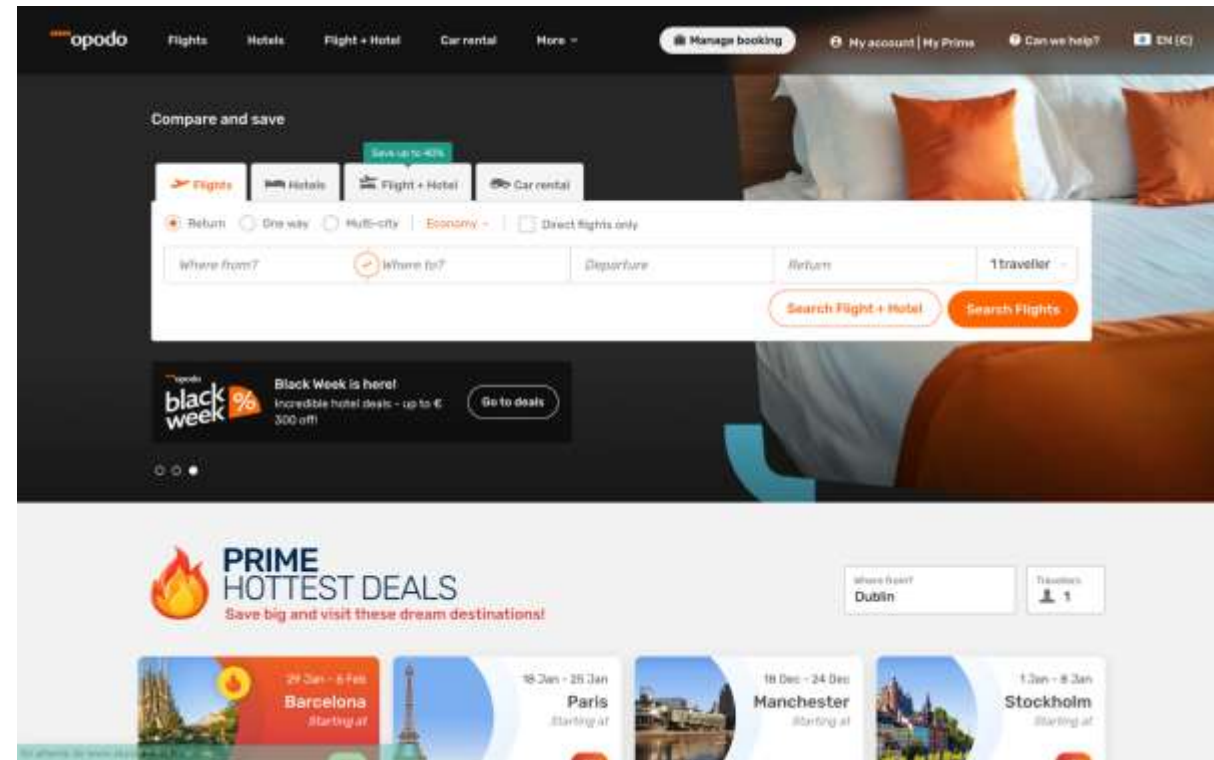 opodo
Flights
Hotels
Flight + Hotel
Car rental
More
Manage booking
My account | My Prime
Can we help?
EN (€)
Compare and save
Save up to 40%
Flights
Hotels
Flight + Hotel
Car rental
Return
One way
Multi-city
Economy
Direct flights only
Where from?
Where to?
Departure
Return
1 traveller
Search Flight + Hotel
Search Flights
opodo
black
week
%
Black Week is here!
Incredible hotel deals - up to €
300 off!
Go to deals
PRIME
HOTTEST DEALS
Save big and visit these dream destinations!
Where from?
Dublin
Travellers
1
29 Jan - 6 Feb
Barcelona
Starting at
18 Jan - 25 Jan
Paris
Starting at
18 Dec - 24 Dec
Manchester
Starting at
1 Jan - 8 Jan
Stockholm
Starting at